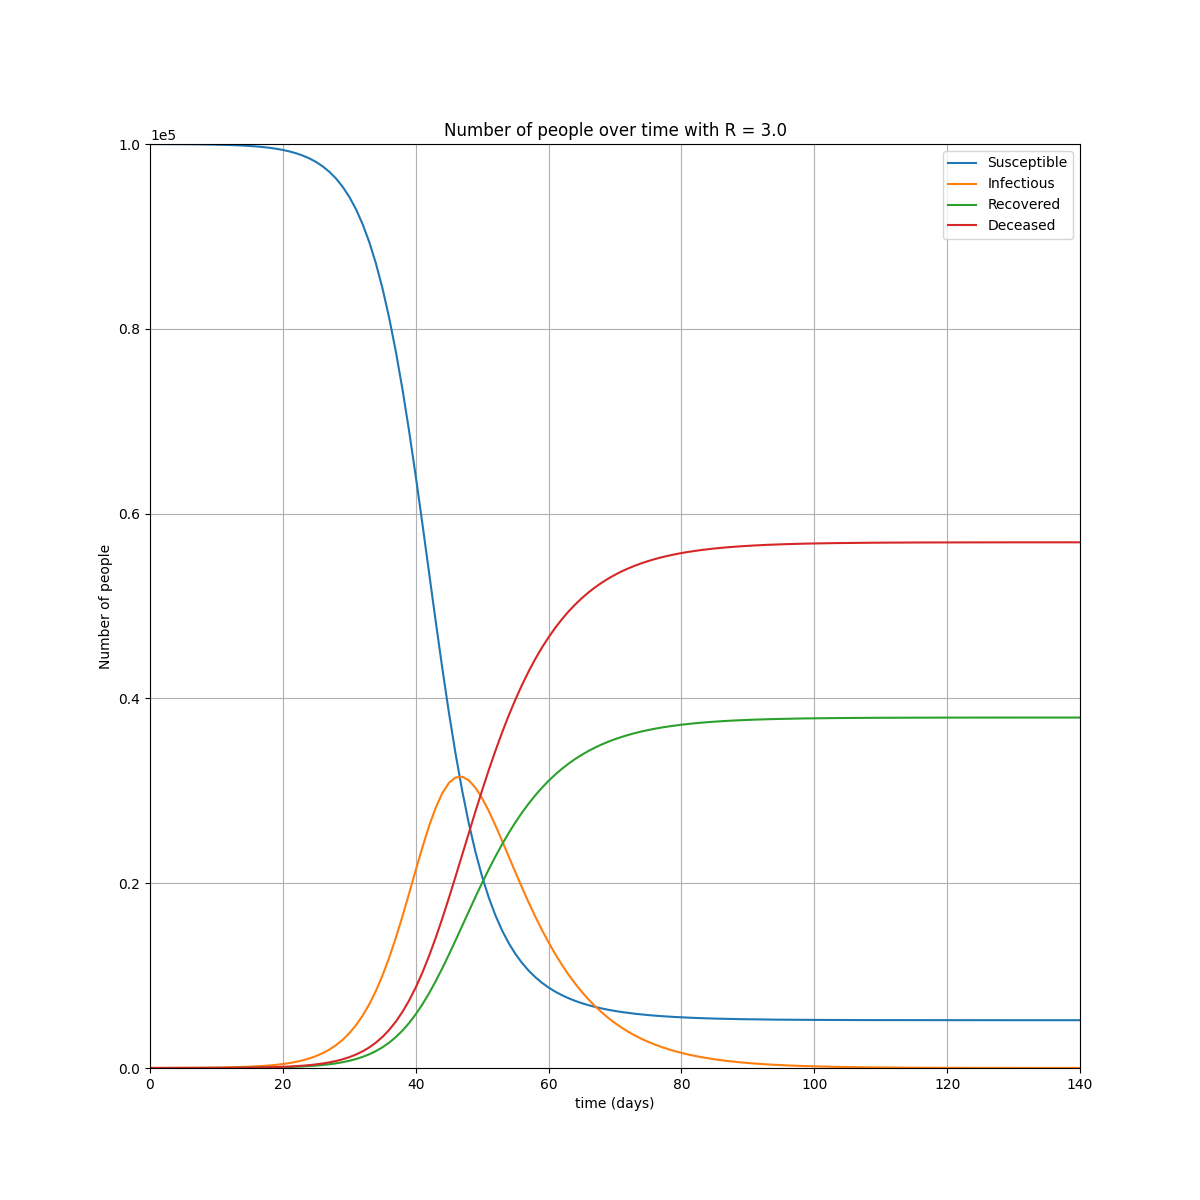 Number of people over time with R = 3.0
1e5
Susceptible
Infectious
Recovered
Deceased
1.0
0.8
0.6
0.4
0.2
0.0
Number of people
0 20 40 60 80 100 120 140
time (days)